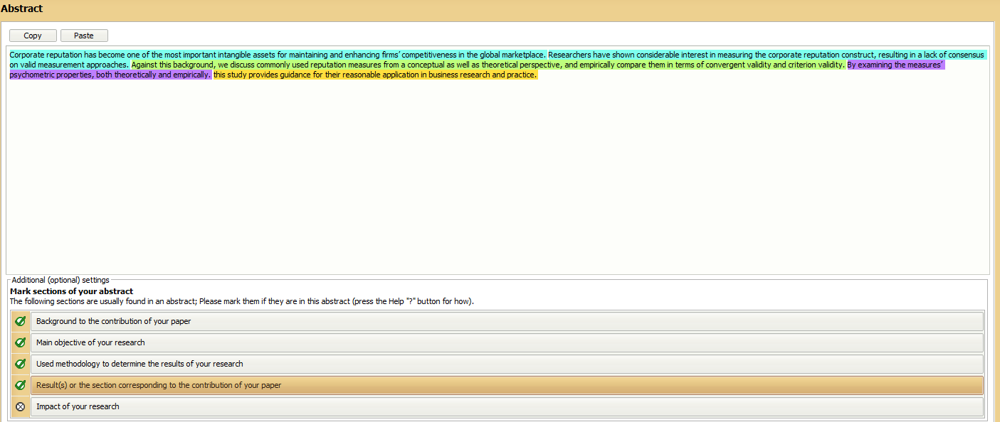 Abstract
Copy Paste
Corporate reputation has become one of the most important intangible assets for maintaining and enhancing firms’ competitiveness in the global marketplace. Researchers have shown considerable interest in measuring the corporate reputation construct, resulting in a lack of consensus
on valid measurement approaches. Against this background, we discuss commonly used reputation measures from a conceptual as well as theoretical perspective, and empirically compare them in terms of convergent validity and criterion validity. By examining the measures’
psychometric properties, both theoretically and empirically. this study provides guidance for their reasonable application in business research and practice.
Additional (optional) settings
Mark sections of your abstract
The following sections are usually found in an abstract; Please mark them if they are in this abstract (press the Help "?" button for how).
Background to the contribution of your paper
Main objective of your research
Used methodology to determine the results of your research
Result(s) or the section corresponding to the contribution of your paper
Impact of your research